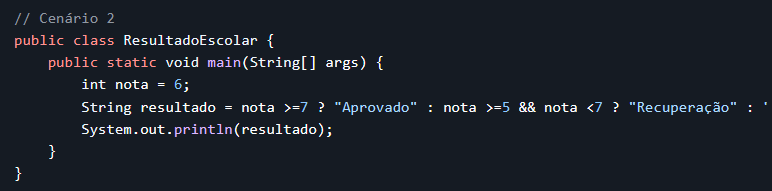 // Cenário 2
public class ResultadoEscolar {
    public static void main(String[] args) {
        int nota = 6;
        String resultado = nota >=7 ? "Aprovado" : nota >=5 && nota <7 ? "Recuperação" : "
        System.out.println(resultado);
    }
}